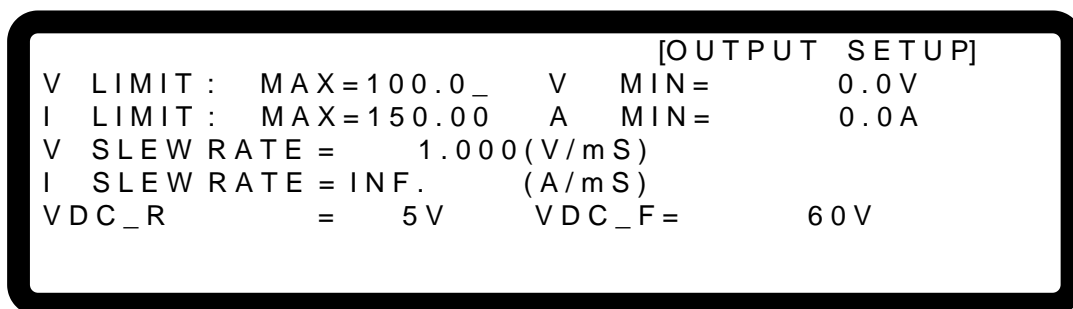 [OUTPUT SETUP]
V LIMIT: MAX=100.0_ V MIN= 0.0V
I LIMIT: MAX=150.00 A MIN= 0.0A
V SLEW RATE = 1.000(V/mS)
I SLEW RATE = INF. (A/mS)
VDC_R = 5V VDC_F= 60V